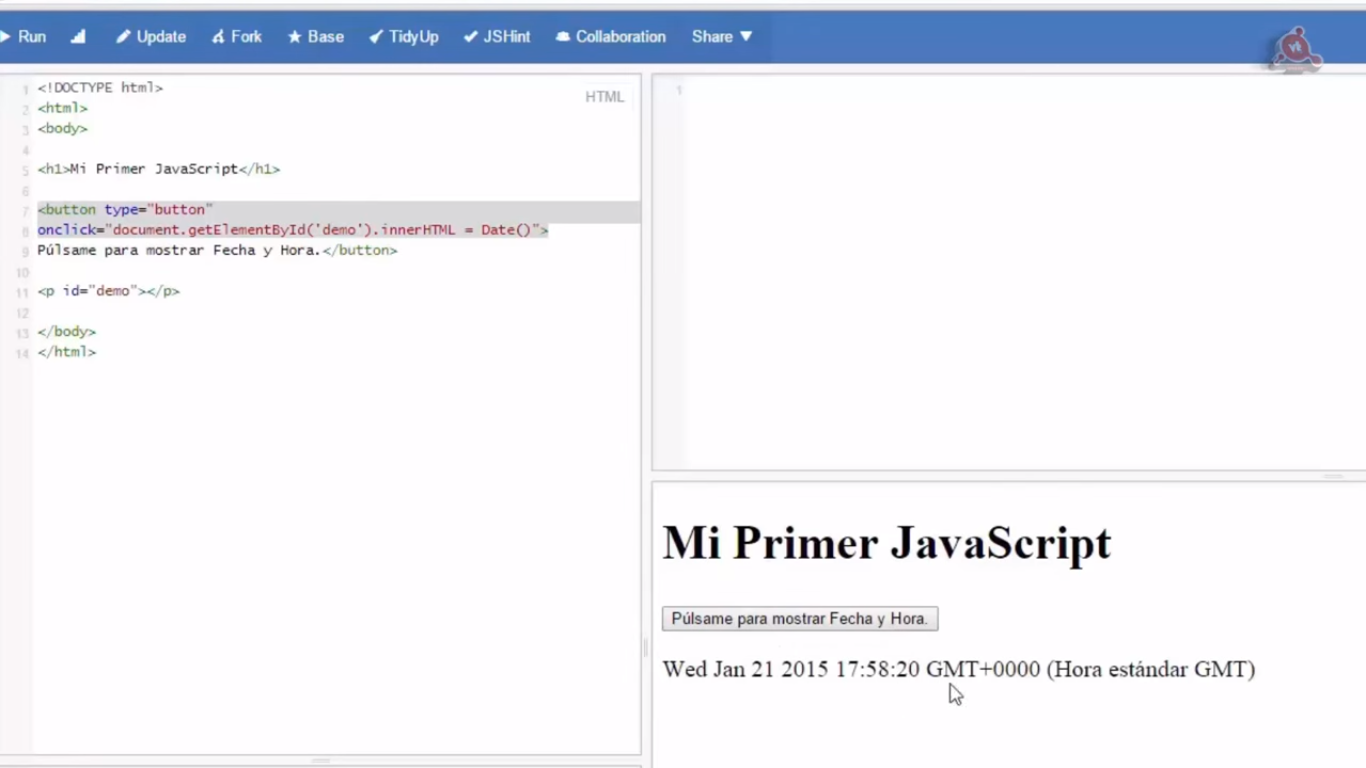 Run Update Fork Base TidyUp JSHint Collaboration Share
HTML
1 <!DOCTYPE html>
2 <html>
3 <body>
4
5 <h1>Mi Primer JavaScript</h1>
6
7 <button type="button"
8 onclick="document.getElementById('demo').innerHTML = Date()">
9 Púlsame para mostrar Fecha y Hora.</button>
10
11 <p id="demo"></p>
12
13 </body>
14 </html>
1
Mi Primer JavaScript
Púlsame para mostrar Fecha y Hora.
Wed Jan 21 2015 17:58:20 GMT+0000 (Hora estándar GMT)